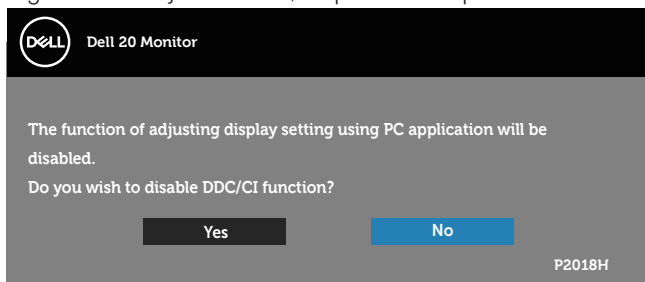 DELL
Dell 20 Monitor
The function of adjusting display setting using PC application will be
disabled.
Do you wish to disable DDC/CI function?
Yes
No
P2018H